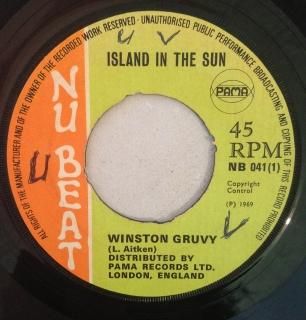 ALL RIGHTS OF THE MANUFACTURER AND OF THE OWNER OF THE RECORDED WORK RESERVED · UNAUTHORISED PUBLIC PERFORMANCE BROADCASTING AND COPYING OF THIS RECORD PROHIBITED
NU BEAT
ISLAND IN THE SUN
PAMA
45
RPM
NB 041(1)
Copyright
Control
(P) 1969
WINSTON GRUVY
(L. Aitken)
DISTRIBUTED BY
PAMA RECORDS LTD.
LONDON, ENGLAND